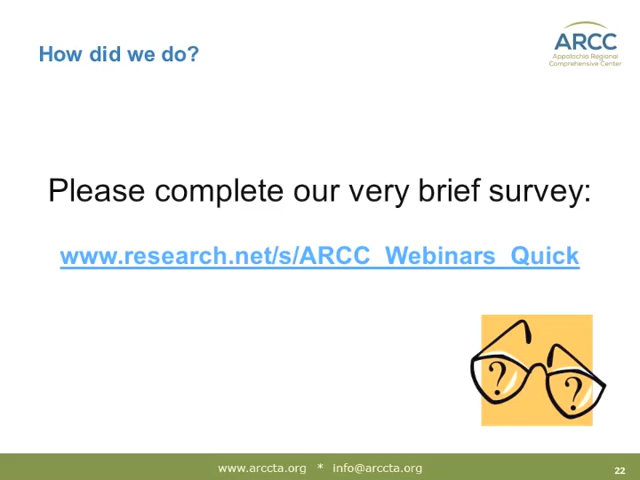 How did we do?
ARCC
Appalachia Regional
Comprehensive Center
Please complete our very brief survey:
www.research.net/s/ARCC_Webinars_Quick
? ?
www.arccta.org * info@arccta.org
22